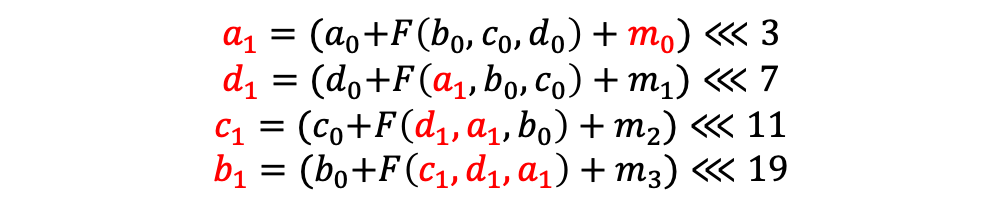 a₁ = (a₀+F(b₀, c₀, d₀) + m₀) ⋘ 3
d₁ = (d₀+F(a₁, b₀, c₀) + m₁) ⋘ 7
c₁ = (c₀+F(d₁, a₁, b₀) + m₂) ⋘ 11
b₁ = (b₀+F(c₁, d₁, a₁) + m₃) ⋘ 19